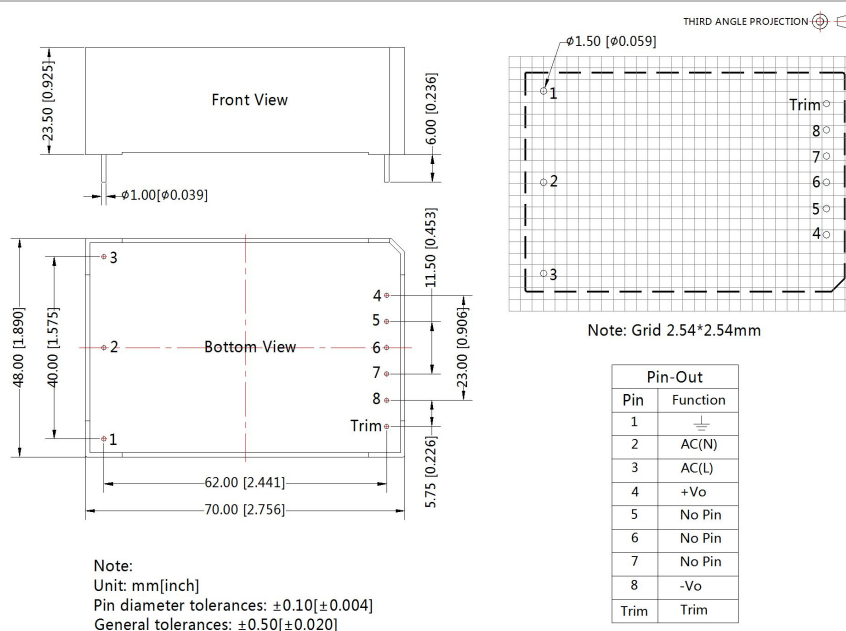 THIRD ANGLE PROJECTION
23.50 [0.925]
Front View
6.00 [0.236]
φ1.00[φ0.039]
φ1.50 [φ0.059]
1
Trim
8
7
2
6
5
4
3
Note: Grid 2.54*2.54mm
48.00 [1.890]
40.00 [1.575]
3
11.50 [0.453]
4
5
23.00 [0.906]
2
Bottom View
6
7
8
Trim
1
5.75 [0.226]
62.00 [2.441]
70.00 [2.756]
Pin-Out
Pin Function
1
2 AC(N)
3 AC(L)
4 +Vo
5 No Pin
6 No Pin
7 No Pin
8 -Vo
Trim Trim
Note:
Unit: mm[inch]
Pin diameter tolerances: ±0.10[±0.004]
General tolerances: ±0.50[±0.020]